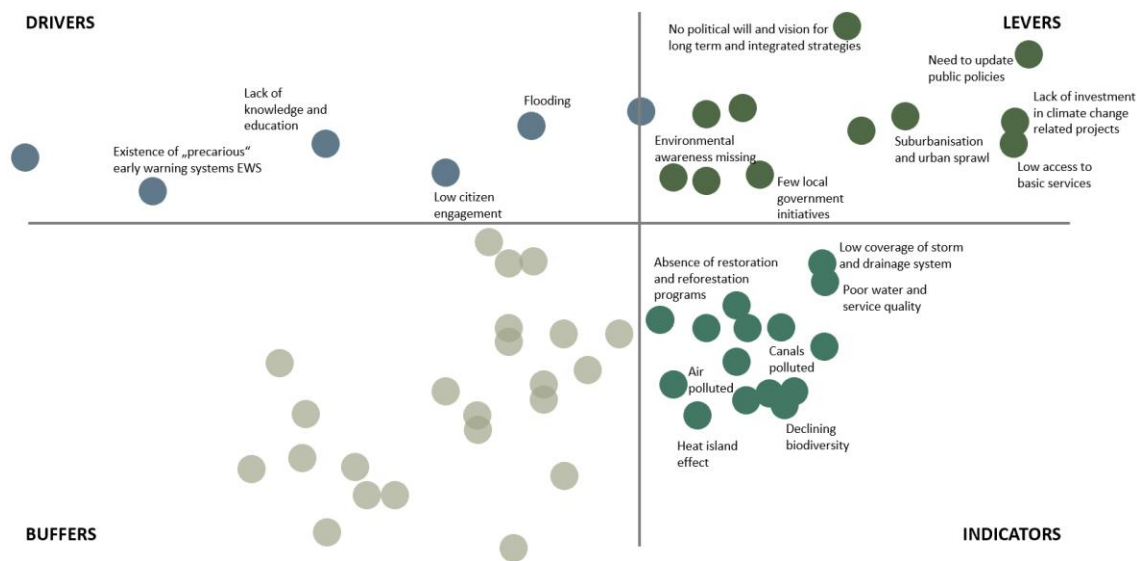 DRIVERS
LEVERS
No political will and vision for
long term and integrated strategies
Need to update
public policies
Lack of
knowledge and
education
Flooding
Lack of investment
in climate change
related projects
Existence of „precarious“
early warning systems EWS
Environmental
awareness missing
Suburbanisation
and urban sprawl
Low access to
basic services
Low citizen
engagement
Few local
government
initiatives
Low coverage of storm
and drainage system
Absence of restoration
and reforestation
programs
Poor water and
service quality
Canals
polluted
Air
polluted
Declining
biodiversity
Heat island
effect
BUFFERS
INDICATORS